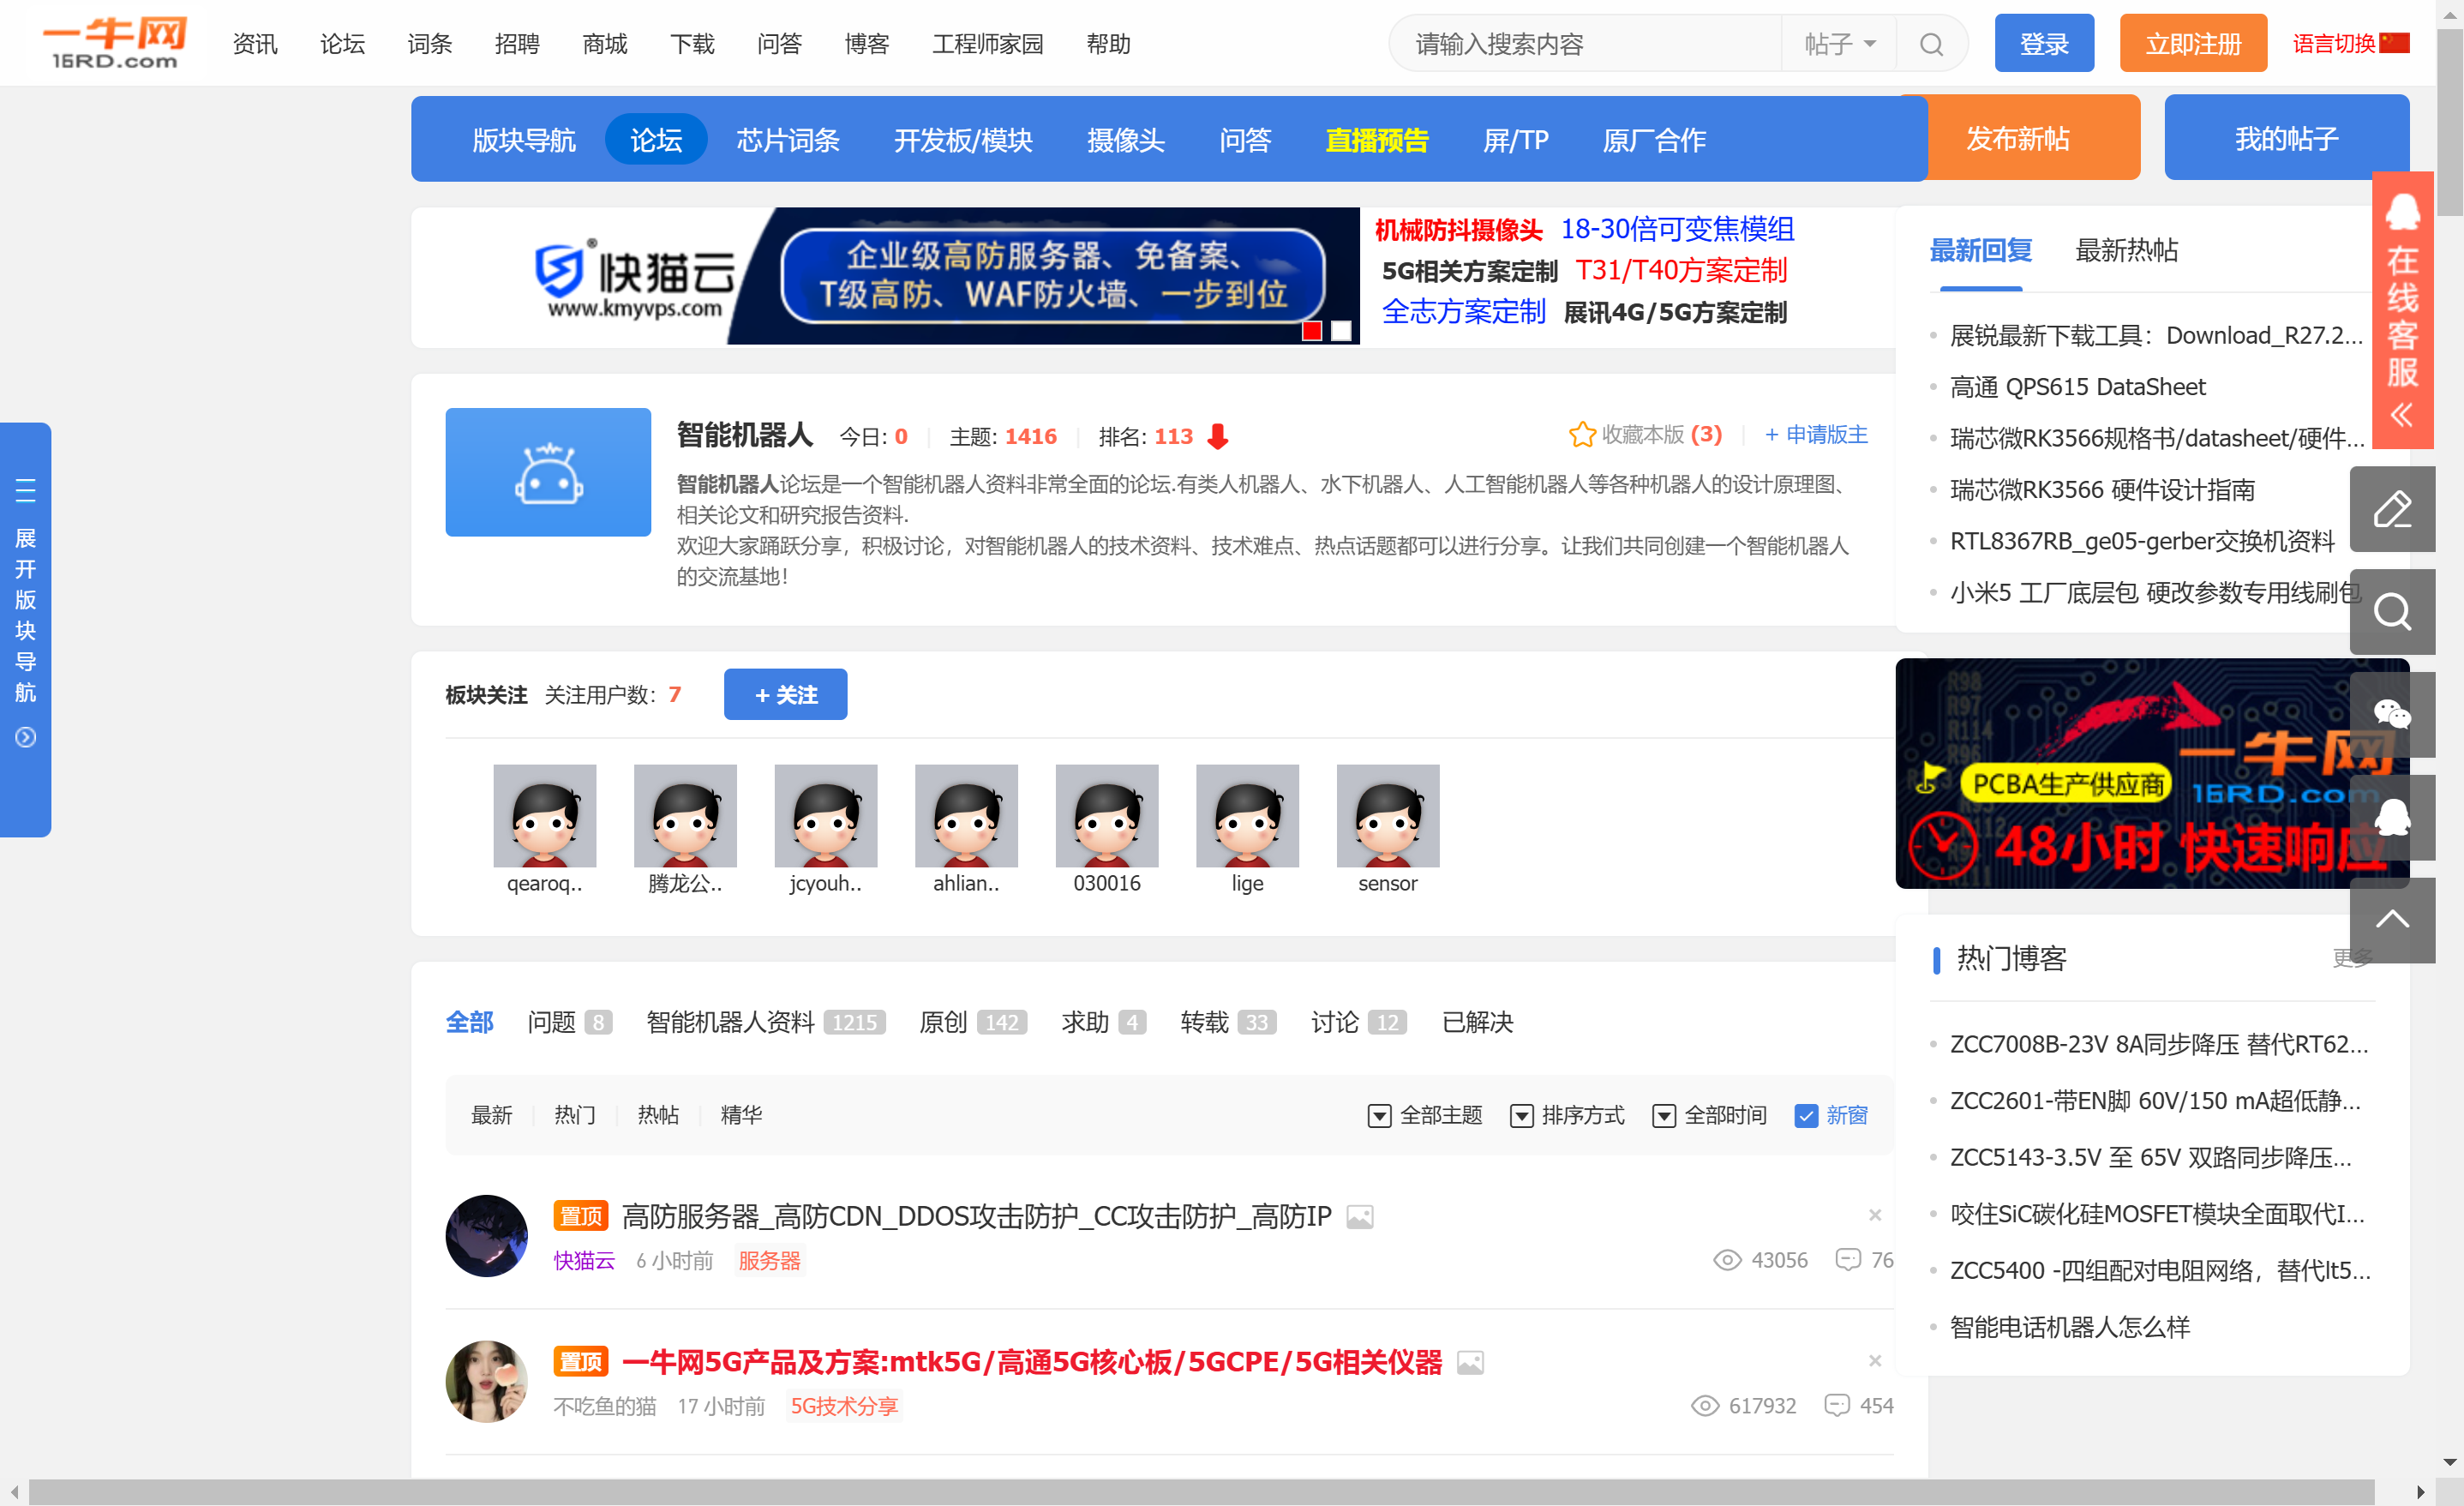 一牛网
16RD.com
资讯 论坛 词条 招聘 商城 下载 问答 博客 工程师家园 帮助
请输入搜索内容 帖子
登录 立即注册 语言切换
版块导航 论坛 芯片词条 开发板/模块 摄像头 问答 直播预告 屏/TP 原厂合作
发布新帖 我的帖子
快猫云®
www.kmyvps.com
企业级高防服务器、免备案、
T级高防、WAF防火墙、一步到位
机械防抖摄像头 18-30倍可变焦模组
5G相关方案定制 T31/T40方案定制
全志方案定制 展讯4G/5G方案定制
智能机器人 今日: 0 主题: 1416 排名: 113
收藏本版 (3) + 申请版主
智能机器人论坛是一个智能机器人资料非常全面的论坛.有类人机器人、水下机器人、人工智能机器人等各种机器人的设计原理图、
相关论文和研究报告资料.
欢迎大家踊跃分享，积极讨论，对智能机器人的技术资料、技术难点、热点话题都可以进行分享。让我们共同创建一个智能机器人
的交流基地！
展开版块导航
板块关注 关注用户数：7 + 关注
qearoq.. 腾龙公.. jcyouh.. ahlian.. 030016 lige sensor
全部 问题 8 智能机器人资料 1215 原创 142 求助 4 转载 33 讨论 12 已解决
最新 热门 热帖 精华
全部主题 排序方式 全部时间 新窗
置顶 高防服务器_高防CDN_DDOS攻击防护_CC攻击防护_高防IP
快猫云 6 小时前 服务器 43056 76
置顶 一牛网5G产品及方案:mtk5G/高通5G核心板/5GCPE/5G相关仪器
不吃鱼的猫 17 小时前 5G技术分享 617932 454
最新回复 最新热帖
展锐最新下载工具：Download_R27.2...
高通 QPS615 DataSheet
瑞芯微RK3566规格书/datasheet/硬件...
瑞芯微RK3566 硬件设计指南
RTL8367RB_ge05-gerber交换机资料
小米5 工厂底层包 硬改参数专用线刷包
在线客服
R98
R97
R114
R96
一牛网
PCBA生产供应商
16RD.com
48小时 快速响应
R111
热门博客 更多
ZCC7008B-23V 8A同步降压 替代RT62...
ZCC2601-带EN脚 60V/150 mA超低静...
ZCC5143-3.5V 至 65V 双路同步降压...
咬住SiC碳化硅MOSFET模块全面取代I...
ZCC5400 -四组配对电阻网络，替代lt5...
智能电话机器人怎么样